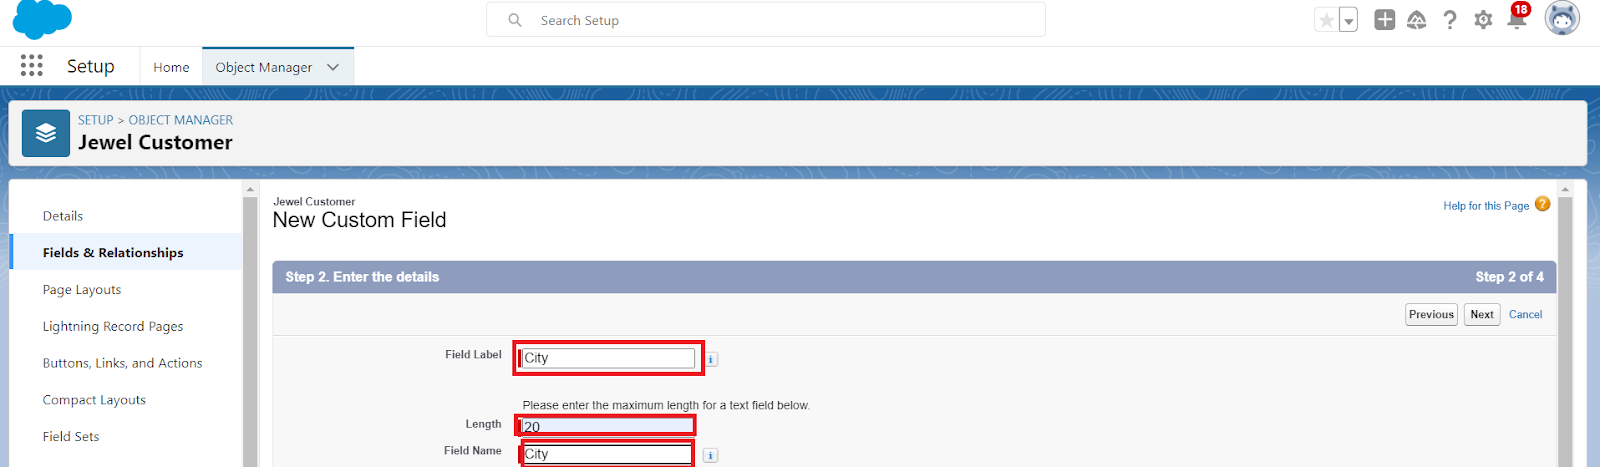 Search Setup
18
Setup
Home
Object Manager
SETUP > OBJECT MANAGER
Jewel Customer
Details
Fields & Relationships
Page Layouts
Lightning Record Pages
Buttons, Links, and Actions
Compact Layouts
Field Sets
Jewel Customer
New Custom Field
Help for this Page ?
Step 2. Enter the details Step 2 of 4
Previous Next Cancel
Field Label City i
Please enter the maximum length for a text field below.
Length 20
Field Name City i